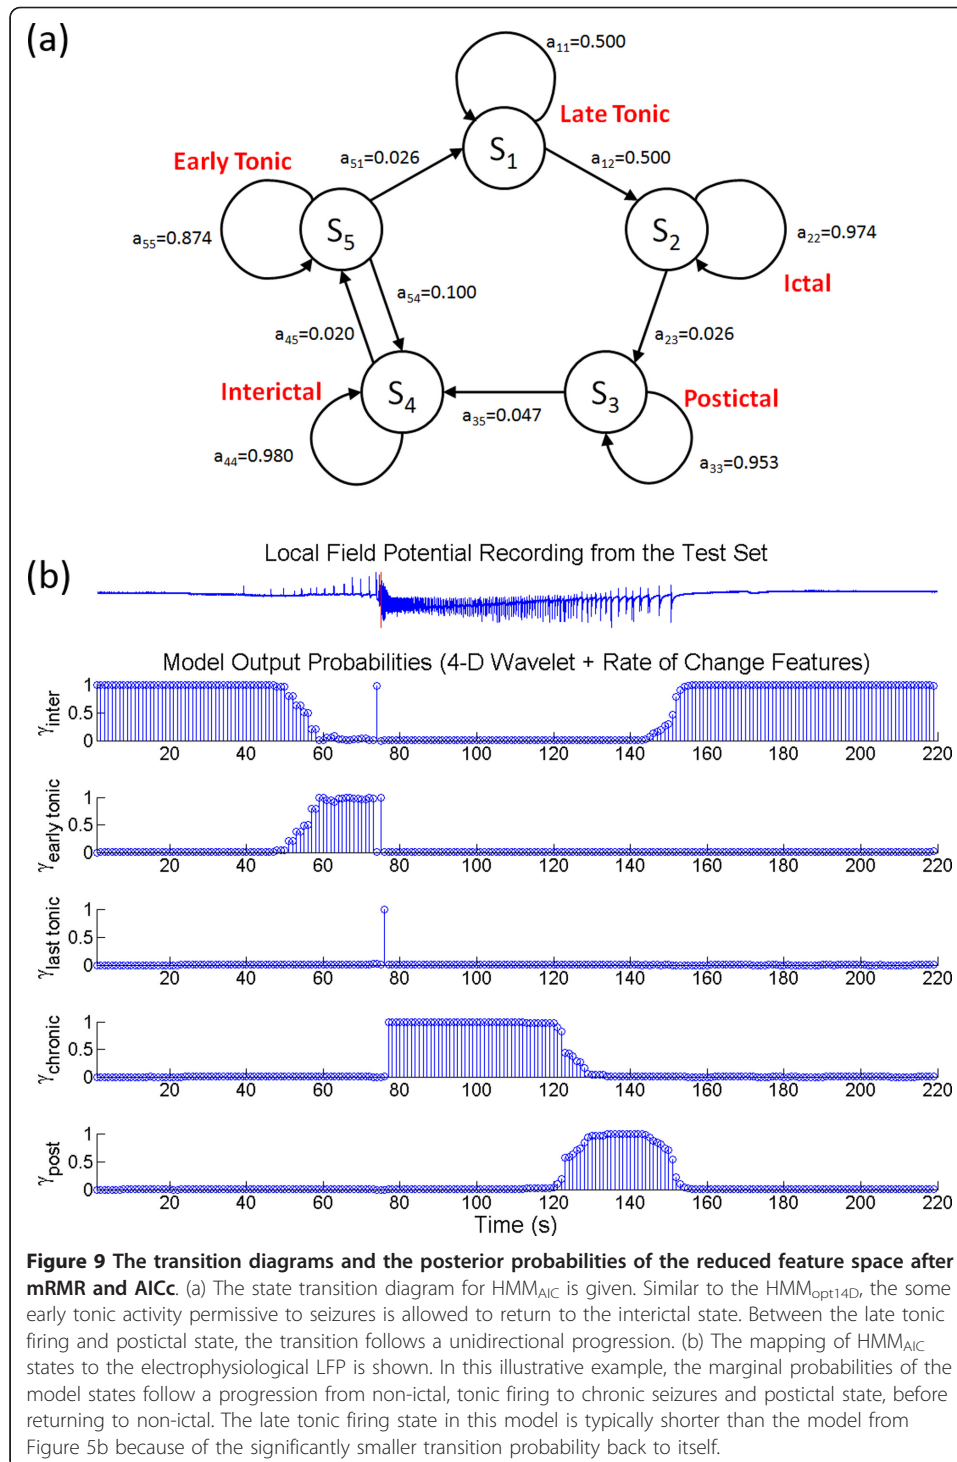 (a)
a11=0.500
Late Tonic
S1
Early Tonic
a51=0.026
a12=0.500
S5
S2
a55=0.874
a22=0.974
a54=0.100
Ictal
a45=0.020
a23=0.026
Interictal
S4
S3
Postictal
a35=0.047
a44=0.980
a33=0.953
Local Field Potential Recording from the Test Set
(b)
Model Output Probabilities (4-D Wavelet + Rate of Change Features)
γinter
1
0.5
0
20 40 60 80 100 120 140 160 180 200 220
γearly tonic
1
0.5
0
20 40 60 80 100 120 140 160 180 200 220
γlast tonic
1
0.5
0
20 40 60 80 100 120 140 160 180 200 220
γchronic
1
0.5
0
20 40 60 80 100 120 140 160 180 200 220
γpost
1
0.5
0
20 40 60 80 100 120 140 160 180 200 220
Time (s)
Figure 9 The transition diagrams and the posterior probabilities of the reduced feature space after
mRMR and AICc. (a) The state transition diagram for HMMAIC is given. Similar to the HMMopt14D, the some
early tonic activity permissive to seizures is allowed to return to the interictal state. Between the late tonic
firing and postictal state, the transition follows a unidirectional progression. (b) The mapping of HMMAIC
states to the electrophysiological LFP is shown. In this illustrative example, the marginal probabilities of the
model states follow a progression from non-ictal, tonic firing to chronic seizures and postictal state, before
returning to non-ictal. The late tonic firing state in this model is typically shorter than the model from
Figure 5b because of the significantly smaller transition probability back to itself.